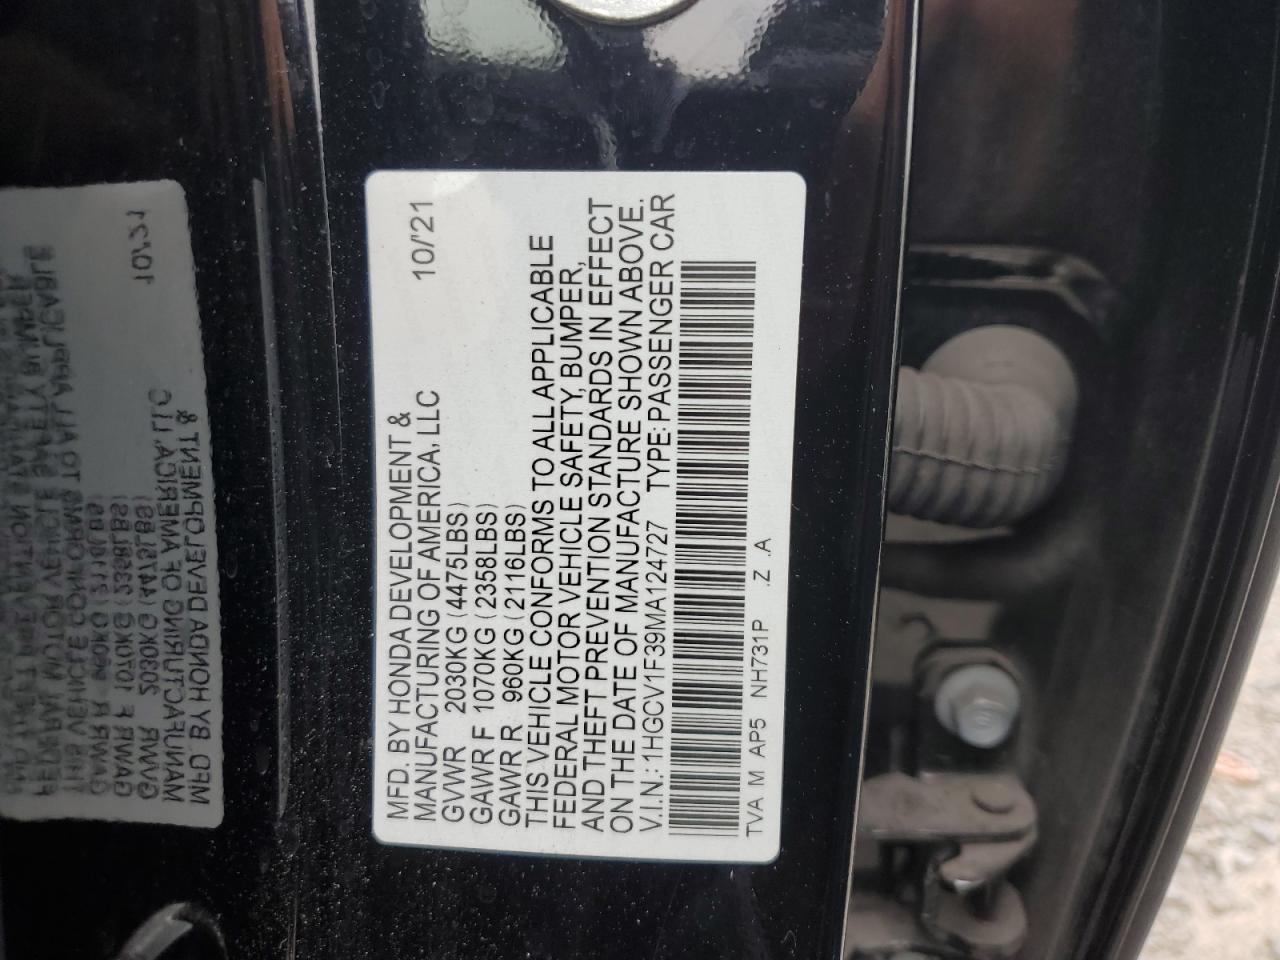 MFD. BY HONDA DEVELOPMENT &
MANUFACTURING OF AMERICA, LLC 10/'21
GVWR 2030KG (4475LBS)
GAWR F 1070KG (2358LBS)
GAWR R 960KG (2116LBS)
THIS VEHICLE CONFORMS TO ALL APPLICABLE
FEDERAL MOTOR VEHICLE SAFETY, BUMPER,
AND THEFT PREVENTION STANDARDS IN EFFECT
ON THE DATE OF MANUFACTURE SHOWN ABOVE.
V.I.N.: 1HGCV1F39MA124727 TYPE: PASSENGER CAR
TVA M AP5 NH731P .Z .A